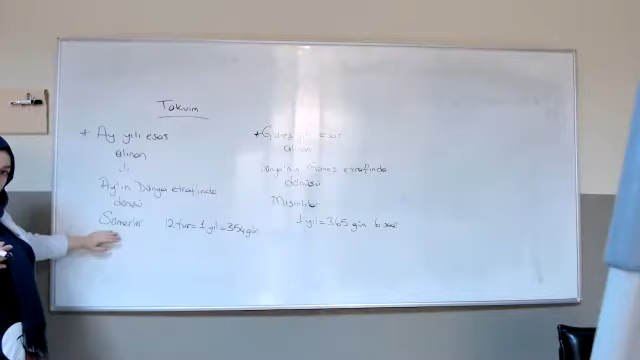 Takvim
* Ay yılı esas
alınan
↓
Ay'ın Dünya etrafında
dönüşü
Sümerler 12 tur = 1 yıl = 354 gün
* Güneş yılı esas
alınan
Dünya'nın Güneş etrafında
dönüşü
Mısırlılar
1 yıl = 365 gün 6 saat